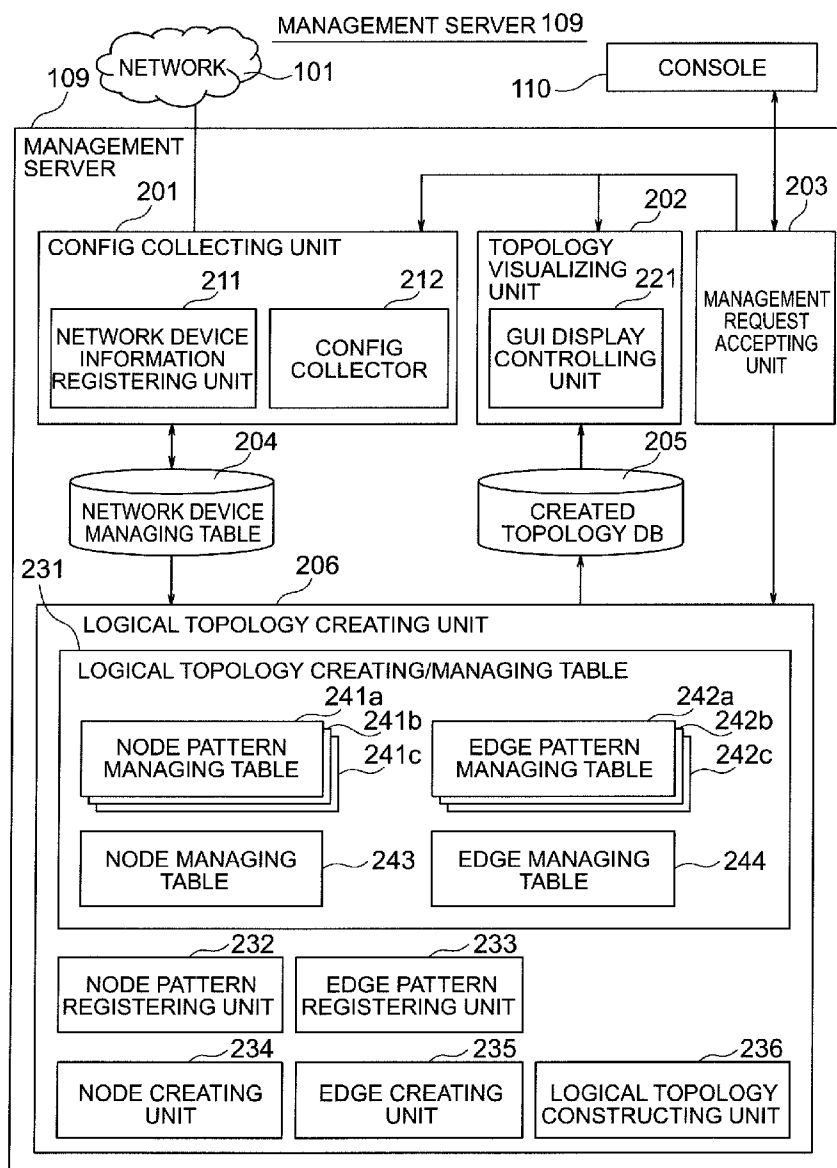 MANAGEMENT SERVER 109
NETWORK
101
CONSOLE
110
109
MANAGEMENT
SERVER
201
CONFIG COLLECTING UNIT
211
NETWORK DEVICE
INFORMATION
REGISTERING UNIT
212
CONFIG
COLLECTOR
202
TOPOLOGY
VISUALIZING
UNIT
221
GUI DISPLAY
CONTROLLING
UNIT
203
MANAGEMENT
REQUEST
ACCEPTING
UNIT
204
NETWORK DEVICE
MANAGING TABLE
205
CREATED
TOPOLOGY DB
231
206
LOGICAL TOPOLOGY CREATING UNIT
LOGICAL TOPOLOGY CREATING/MANAGING TABLE
241a
241b
241c
NODE PATTERN
MANAGING TABLE
242a
242b
242c
EDGE PATTERN
MANAGING TABLE
NODE MANAGING
TABLE
243
EDGE MANAGING
TABLE
244
232
NODE PATTERN
REGISTERING UNIT
233
EDGE PATTERN
REGISTERING UNIT
234
NODE CREATING
UNIT
235
EDGE CREATING
UNIT
236
LOGICAL TOPOLOGY
CONSTRUCTING UNIT